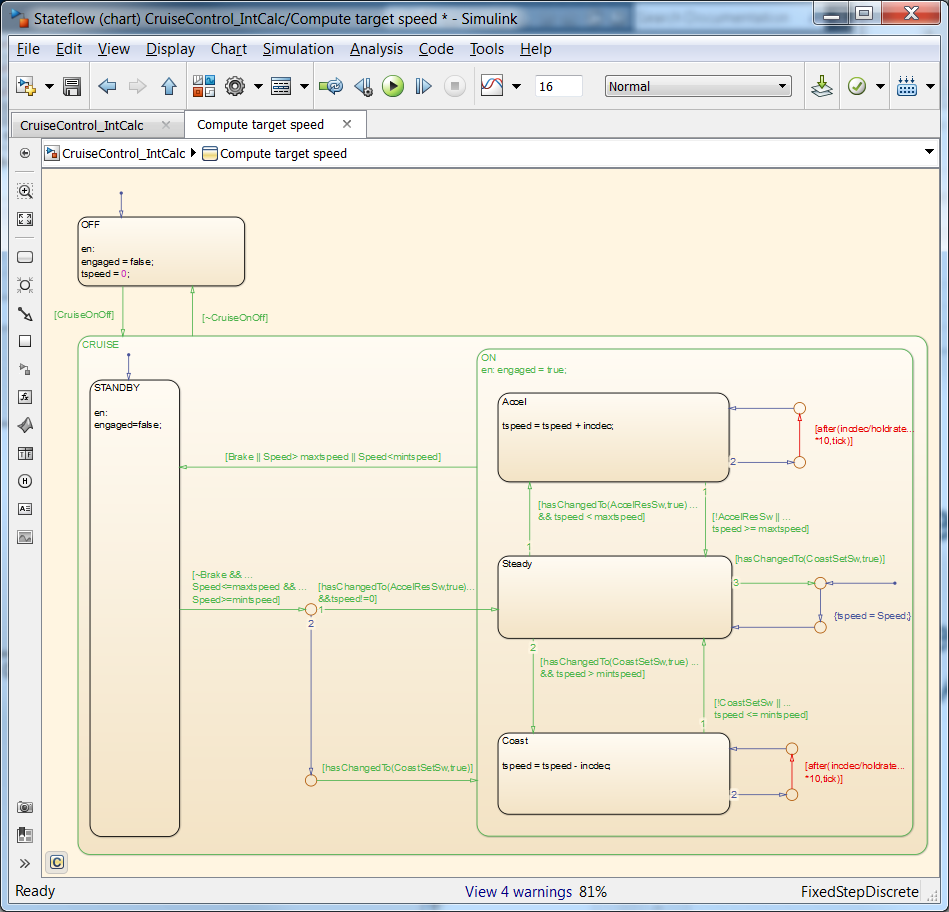 Stateflow (chart) CruiseControl_IntCalc/Compute target speed * - Simulink
File Edit View Display Chart Simulation Analysis Code Tools Help
16
Normal
CruiseControl_IntCalc
Compute target speed
CruiseControl_IntCalc
Compute target speed
OFF
en:
engaged = false;
tspeed = 0;
[CruiseOnOff]
[~CruiseOnOff]
CRUISE
STANDBY
en:
engaged=false;
ON
en: engaged = true;
Accel
tspeed = tspeed + incdec;
2
[after(incdec/holdrate...
*10,tick)]
[Brake || Speed> maxtspeed || Speed<mintspeed]
1
[hasChangedTo(AccelResSw,true) ...
&& tspeed < maxtspeed]
[!AccelResSw || ...
tspeed >= maxtspeed]
1
Steady
[hasChangedTo(CoastSetSw,true)]
3
{tspeed = Speed;}
[~Brake && ...
Speed<=maxtspeed && ...
Speed>=mintspeed]
[hasChangedTo(AccelResSw,true)...
&&tspeed!=0]
1
2
2
[hasChangedTo(CoastSetSw,true) ...
&& tspeed > mintspeed]
[!CoastSetSw || ...
tspeed <= mintspeed]
1
Coast
tspeed = tspeed - incdec;
2
[after(incdec/holdrate...
*10,tick)]
[hasChangedTo(CoastSetSw,true)]
Ready
View 4 warnings 81%
FixedStepDiscrete